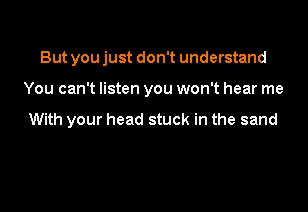 But you just don't understand
You can't listen you won't hear me
With your head stuck in the sand